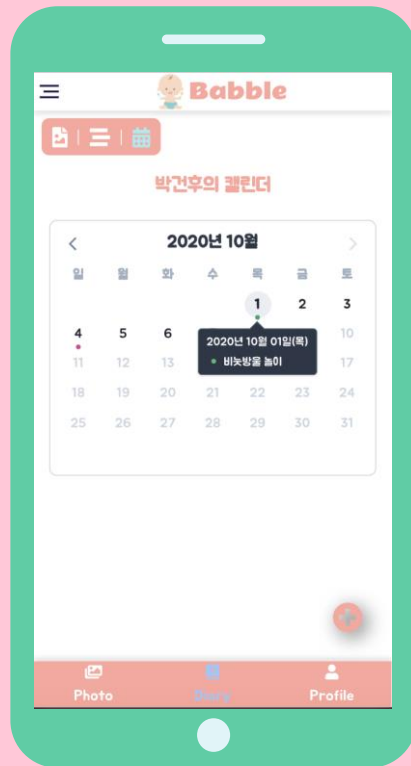 Babble
박건후의 캘린더
2020년 10월
일 월 화 수 목 금 토
1 2 3
4 5 6
2020년 10월 01일(목)
비눗방울 놀이
10
11 12 13 17
18 19 20 21 22 23 24
25 26 27 28 29 30 31
Photo Diary Profile